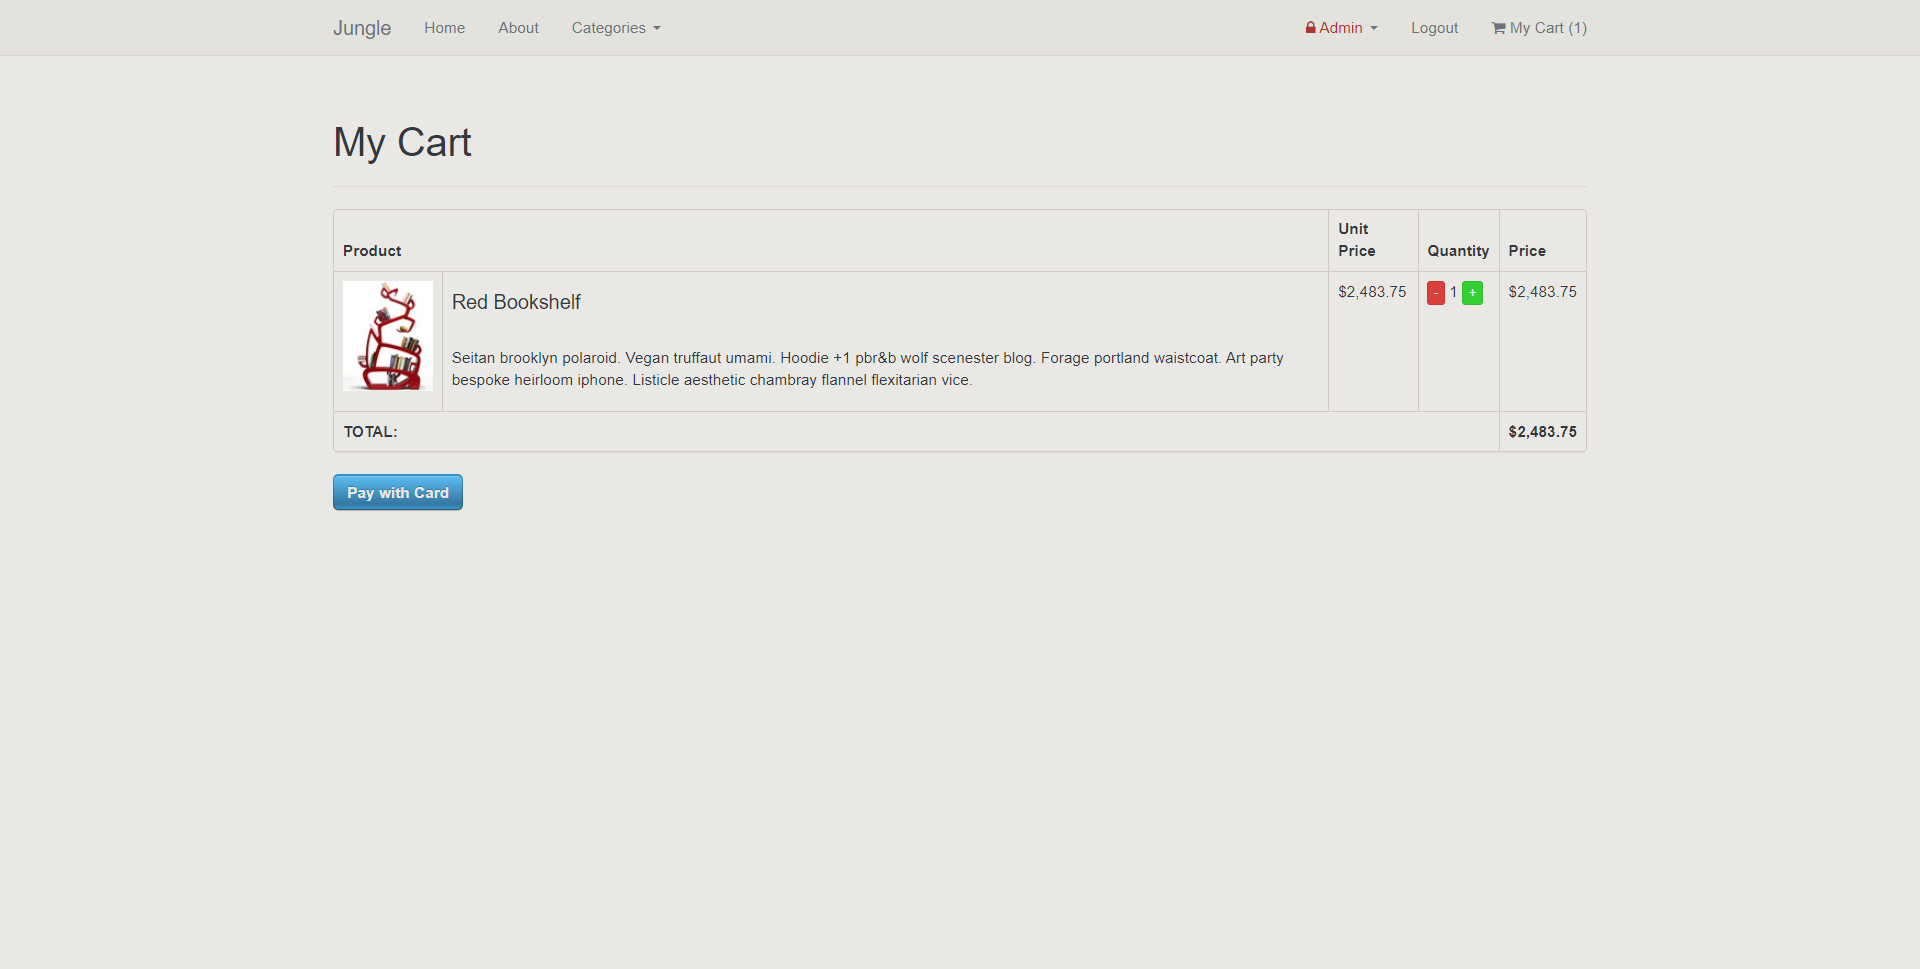 Jungle Home About Categories Admin Logout My Cart (1)
My Cart
Product Unit Price Quantity Price
Red Bookshelf $2,483.75 - 1 + $2,483.75
Seitan brooklyn polaroid. Vegan truffaut umami. Hoodie +1 pbr&b wolf scenester blog. Forage portland waistcoat. Art party
bespoke heirloom iphone. Listicle aesthetic chambray flannel flexitarian vice.
TOTAL: $2,483.75
Pay with Card